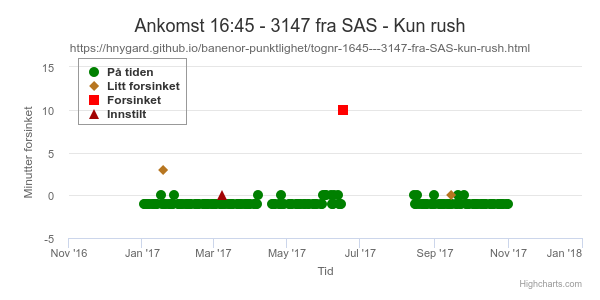 Ankomst 16:45 - 3147 fra SAS - Kun rush
https://hnygard.github.io/banenor-punktlighet/tognr-1645---3147-fra-SAS-kun-rush.html
På tiden
Litt forsinket
Forsinket
Innstilt
Minutter forsinket
15
10
5
0
-5
Nov '16
Jan '17
Mar '17
May '17
Jul '17
Sep '17
Nov '17
Jan '18
Tid
Highcharts.com